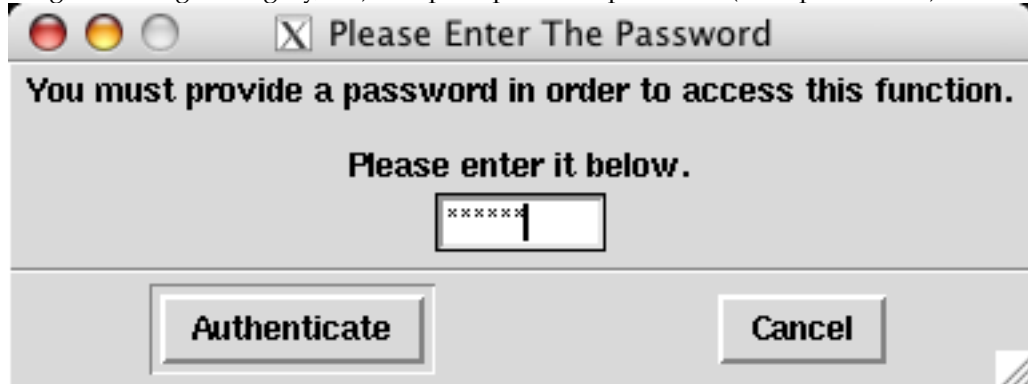 Please Enter The Password
You must provide a password in order to access this function.
Please enter it below.
******
Authenticate
Cancel